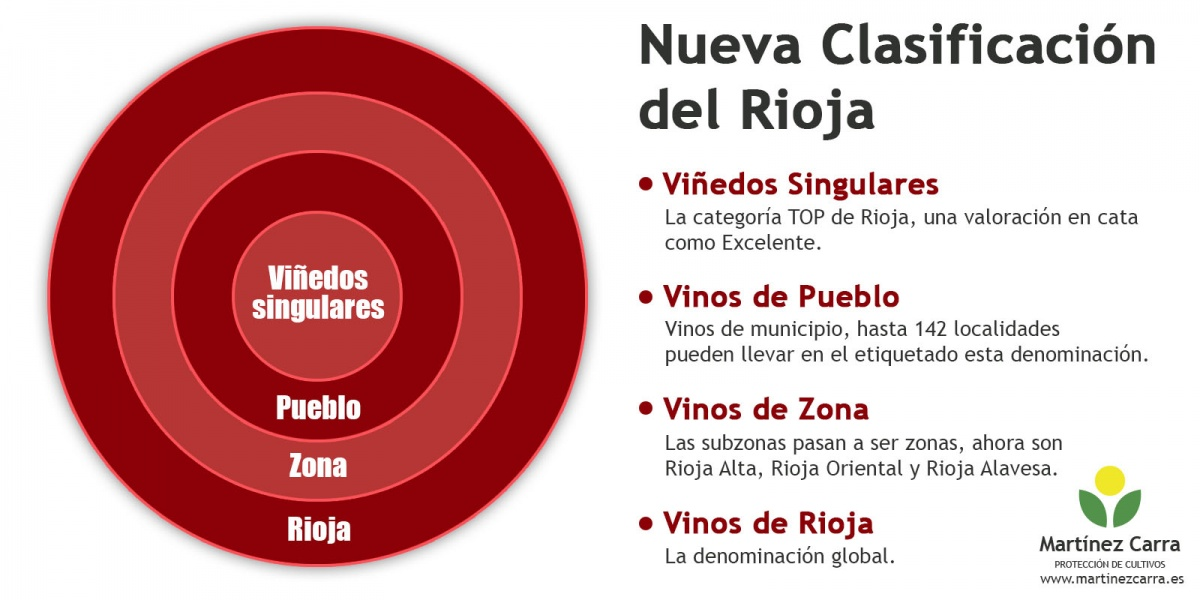 Viñedos
singulares
Pueblo
Zona
Rioja
Nueva Clasificación
del Rioja
• Viñedos Singulares
La categoría TOP de Rioja, una valoración en cata
como Excelente.
• Vinos de Pueblo
Vinos de municipio, hasta 142 localidades
pueden llevar en el etiquetado esta denominación.
• Vinos de Zona
Las subzonas pasan a ser zonas, ahora son
Rioja Alta, Rioja Oriental y Rioja Alavesa.
• Vinos de Rioja
La denominación global.
Martínez Carra
PROTECCIÓN DE CULTIVOS
www.martinezcarra.es